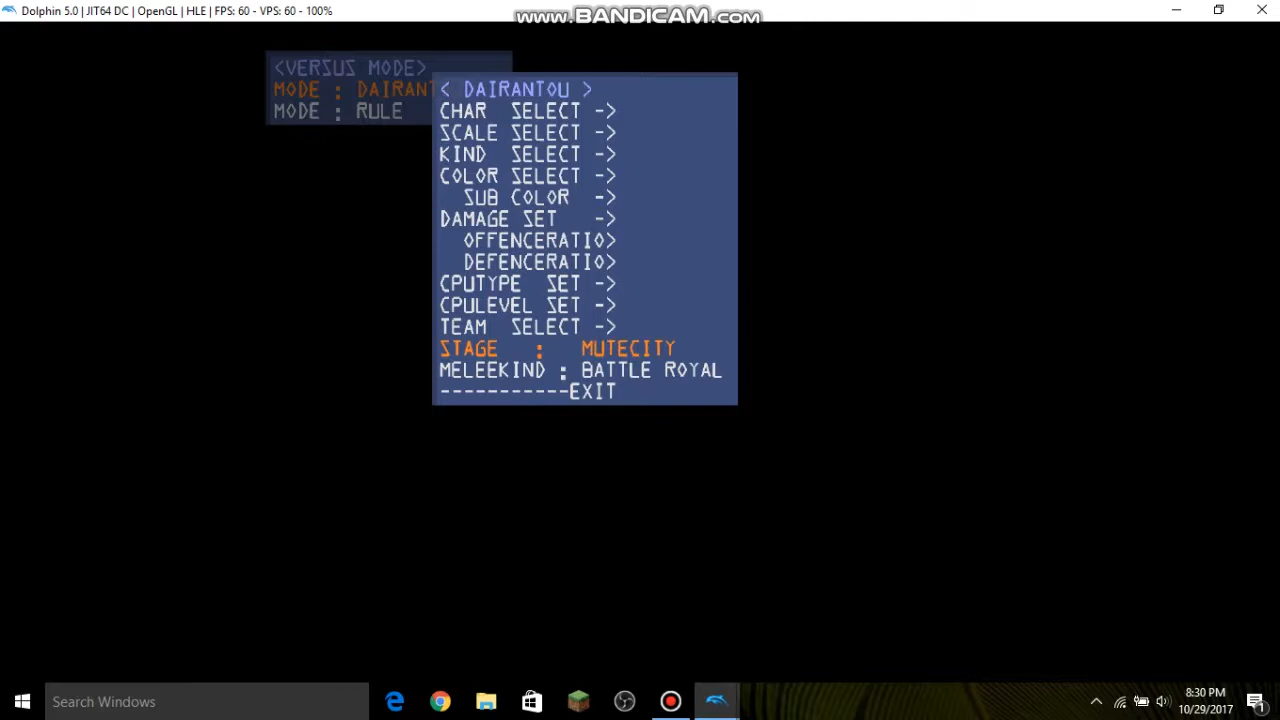 Dolphin 5.0 | JIT64 DC | OpenGL | HLE | FPS: 60 - VPS: 60 - 100%
www.BANDICAM.com
<VERSUS MODE>
MODE : DAIRANT
MODE : RULE
< DAIRANTOU >
CHAR SELECT ->
SCALE SELECT ->
KIND SELECT ->
COLOR SELECT ->
SUB COLOR ->
DAMAGE SET ->
OFFENCERATIO>
DEFENCERATIO>
CPUTYPE SET ->
CPULEVEL SET ->
TEAM SELECT ->
STAGE : MUTECITY
MELEEKIND : BATTLE ROYAL
-----------EXIT
Search Windows
8:30 PM
10/29/2017
1